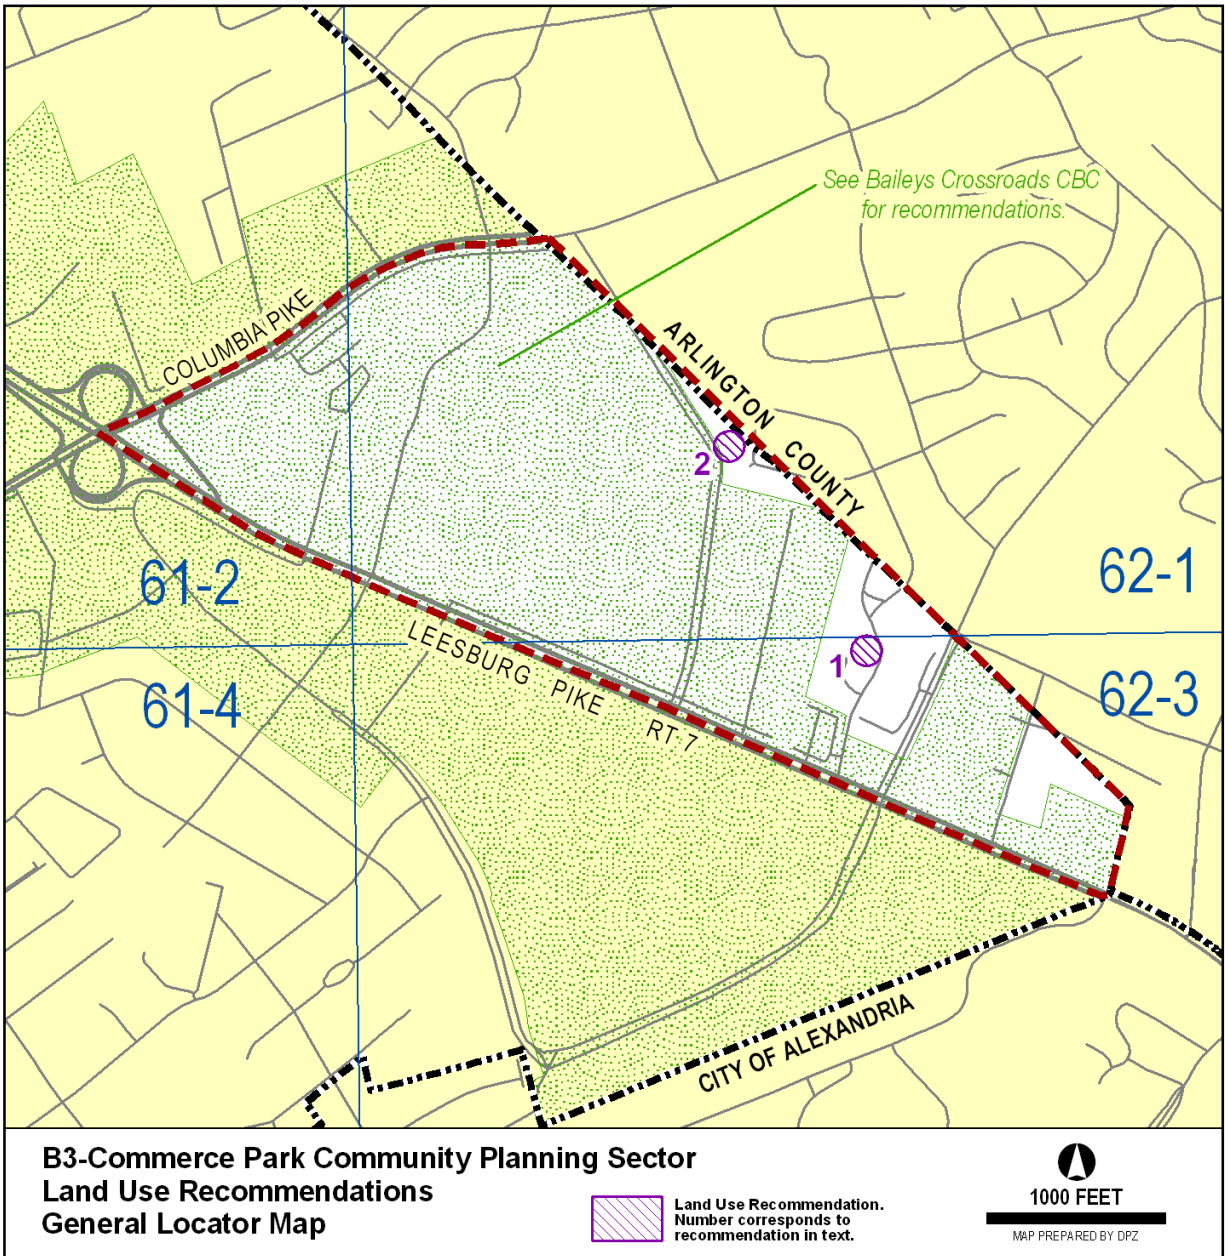 See Baileys Crossroads CBC
for recommendations.
COLUMBIA PIKE
ARLINGTON COUNTY
2
61-2
62-1
1
LEESBURG PIKE RT 7
61-4
62-3
CITY OF ALEXANDRIA
B3-Commerce Park Community Planning Sector
Land Use Recommendations
General Locator Map
Land Use Recommendation.
Number corresponds to
recommendation in text.
1000 FEET
MAP PREPARED BY DPZ